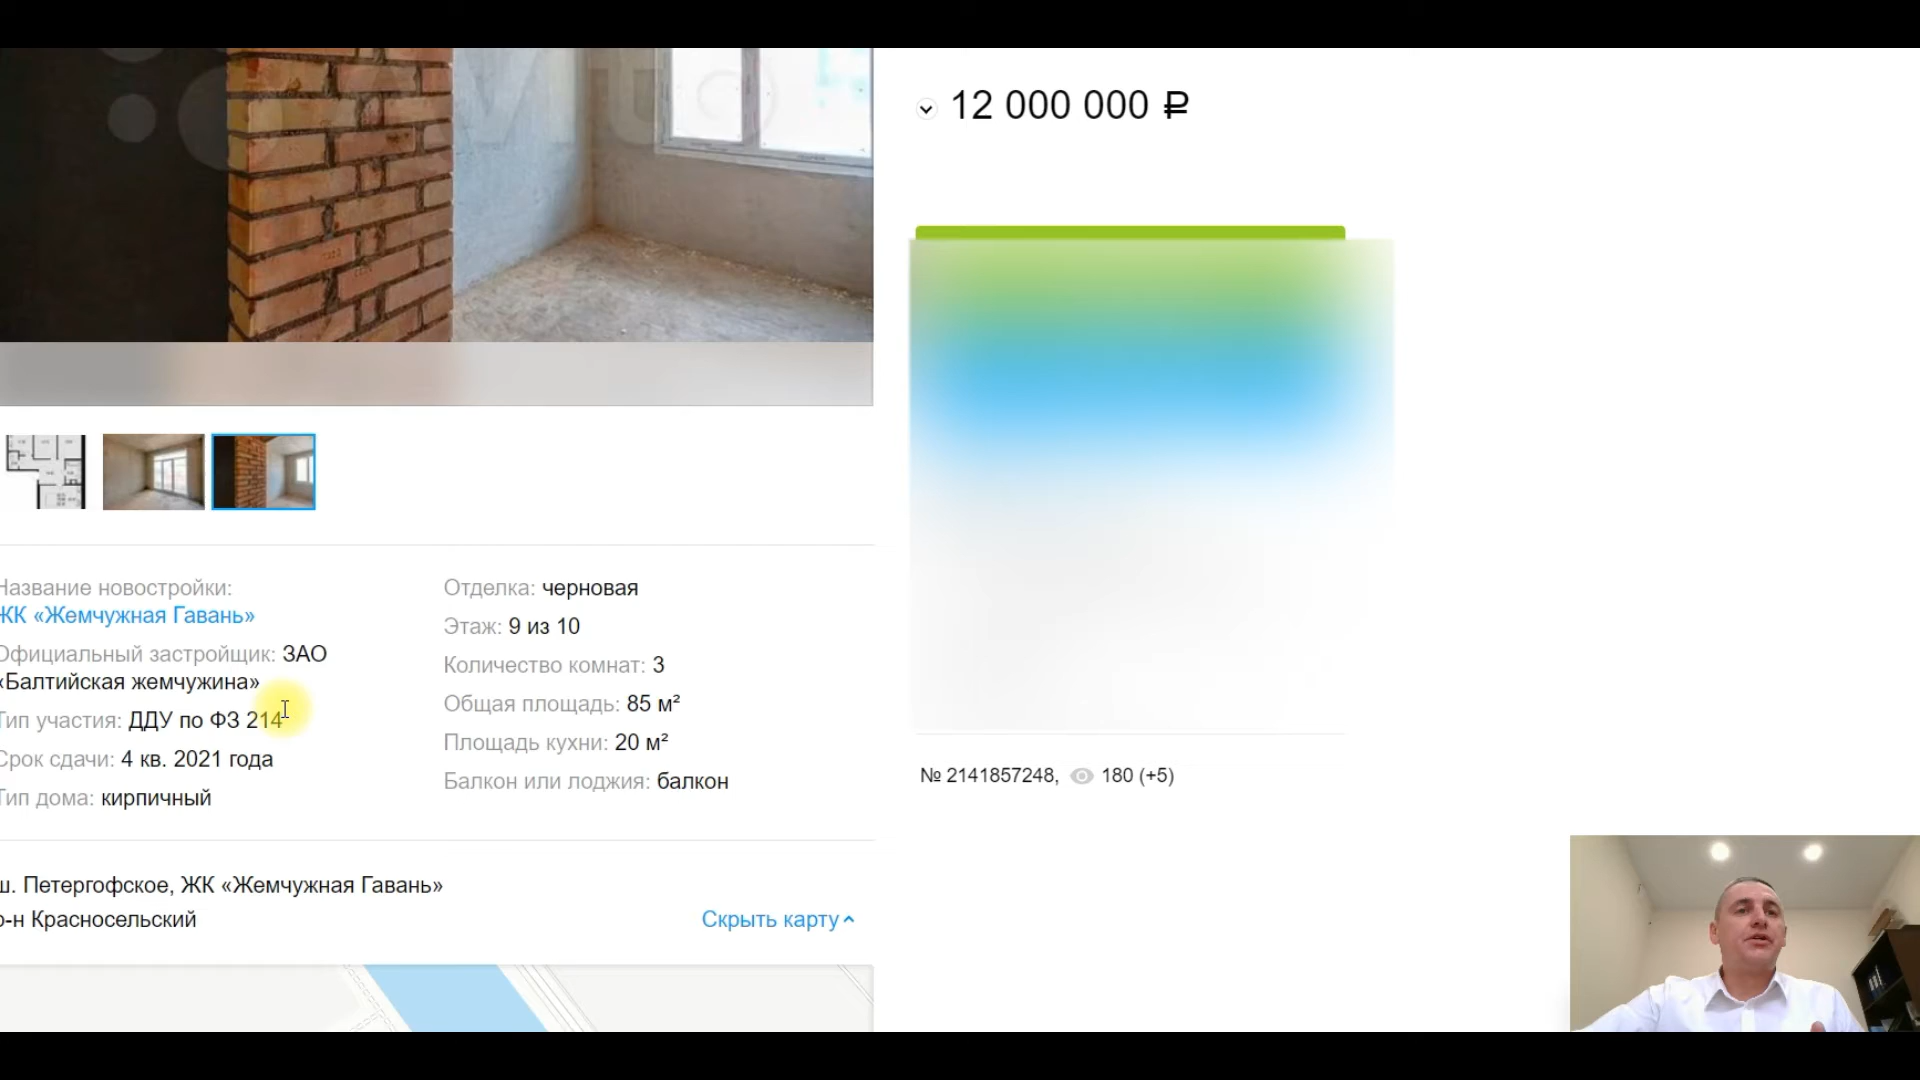 12 000 000 ₽
Название новостройки:
ЖК «Жемчужная Гавань»
Официальный застройщик: ЗАО
«Балтийская жемчужина»
Тип участия: ДДУ по ФЗ 214
Срок сдачи: 4 кв. 2021 года
Тип дома: кирпичный
Отделка: черновая
Этаж: 9 из 10
Количество комнат: 3
Общая площадь: 85 м²
Площадь кухни: 20 м²
Балкон или лоджия: балкон
№ 2141857248, 180 (+5)
ш. Петергофское, ЖК «Жемчужная Гавань»
р-н Красносельский
Скрыть карту